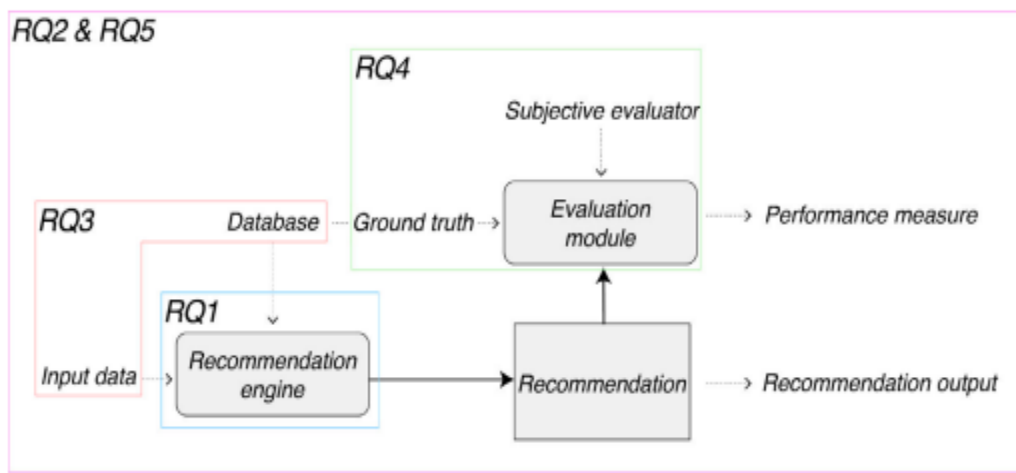 RQ2 & RQ5
RQ4
Subjective evaluator
RQ3
Database
Ground truth
Evaluation
module
Performance measure
RQ1
Input data
Recommendation
engine
Recommendation
Recommendation output